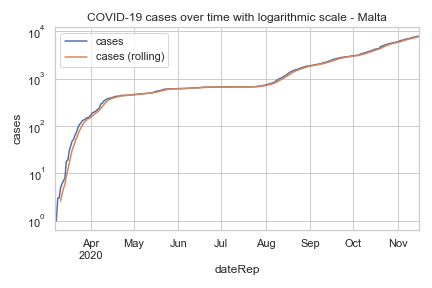 COVID-19 cases over time with logarithmic scale - Malta
cases
cases (rolling)
10⁴
10³
10²
10¹
10⁰
cases
Apr
2020
May
Jun
Jul
Aug
Sep
Oct
Nov
dateRep